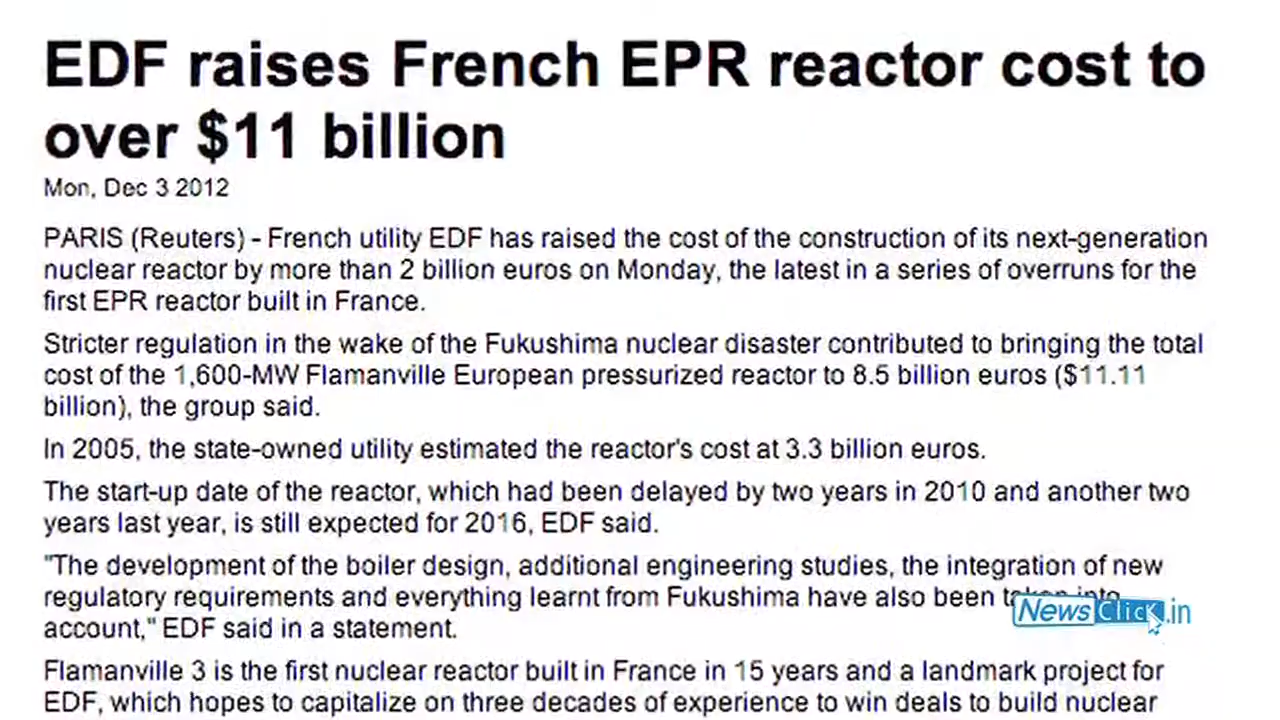 EDF raises French EPR reactor cost to
over $11 billion
Mon, Dec 3 2012
PARIS (Reuters) - French utility EDF has raised the cost of the construction of its next-generation
nuclear reactor by more than 2 billion euros on Monday, the latest in a series of overruns for the
first EPR reactor built in France.
Stricter regulation in the wake of the Fukushima nuclear disaster contributed to bringing the total
cost of the 1,600-MW Flamanville European pressurized reactor to 8.5 billion euros ($11.11
billion), the group said.
In 2005, the state-owned utility estimated the reactor's cost at 3.3 billion euros.
The start-up date of the reactor, which had been delayed by two years in 2010 and another two
years last year, is still expected for 2016, EDF said.
"The development of the boiler design, additional engineering studies, the integration of new
regulatory requirements and everything learnt from Fukushima have also been taken into
account," EDF said in a statement.
NewsClick.in
Flamanville 3 is the first nuclear reactor built in France in 15 years and a landmark project for
EDF, which hopes to capitalize on three decades of experience to win deals to build nuclear